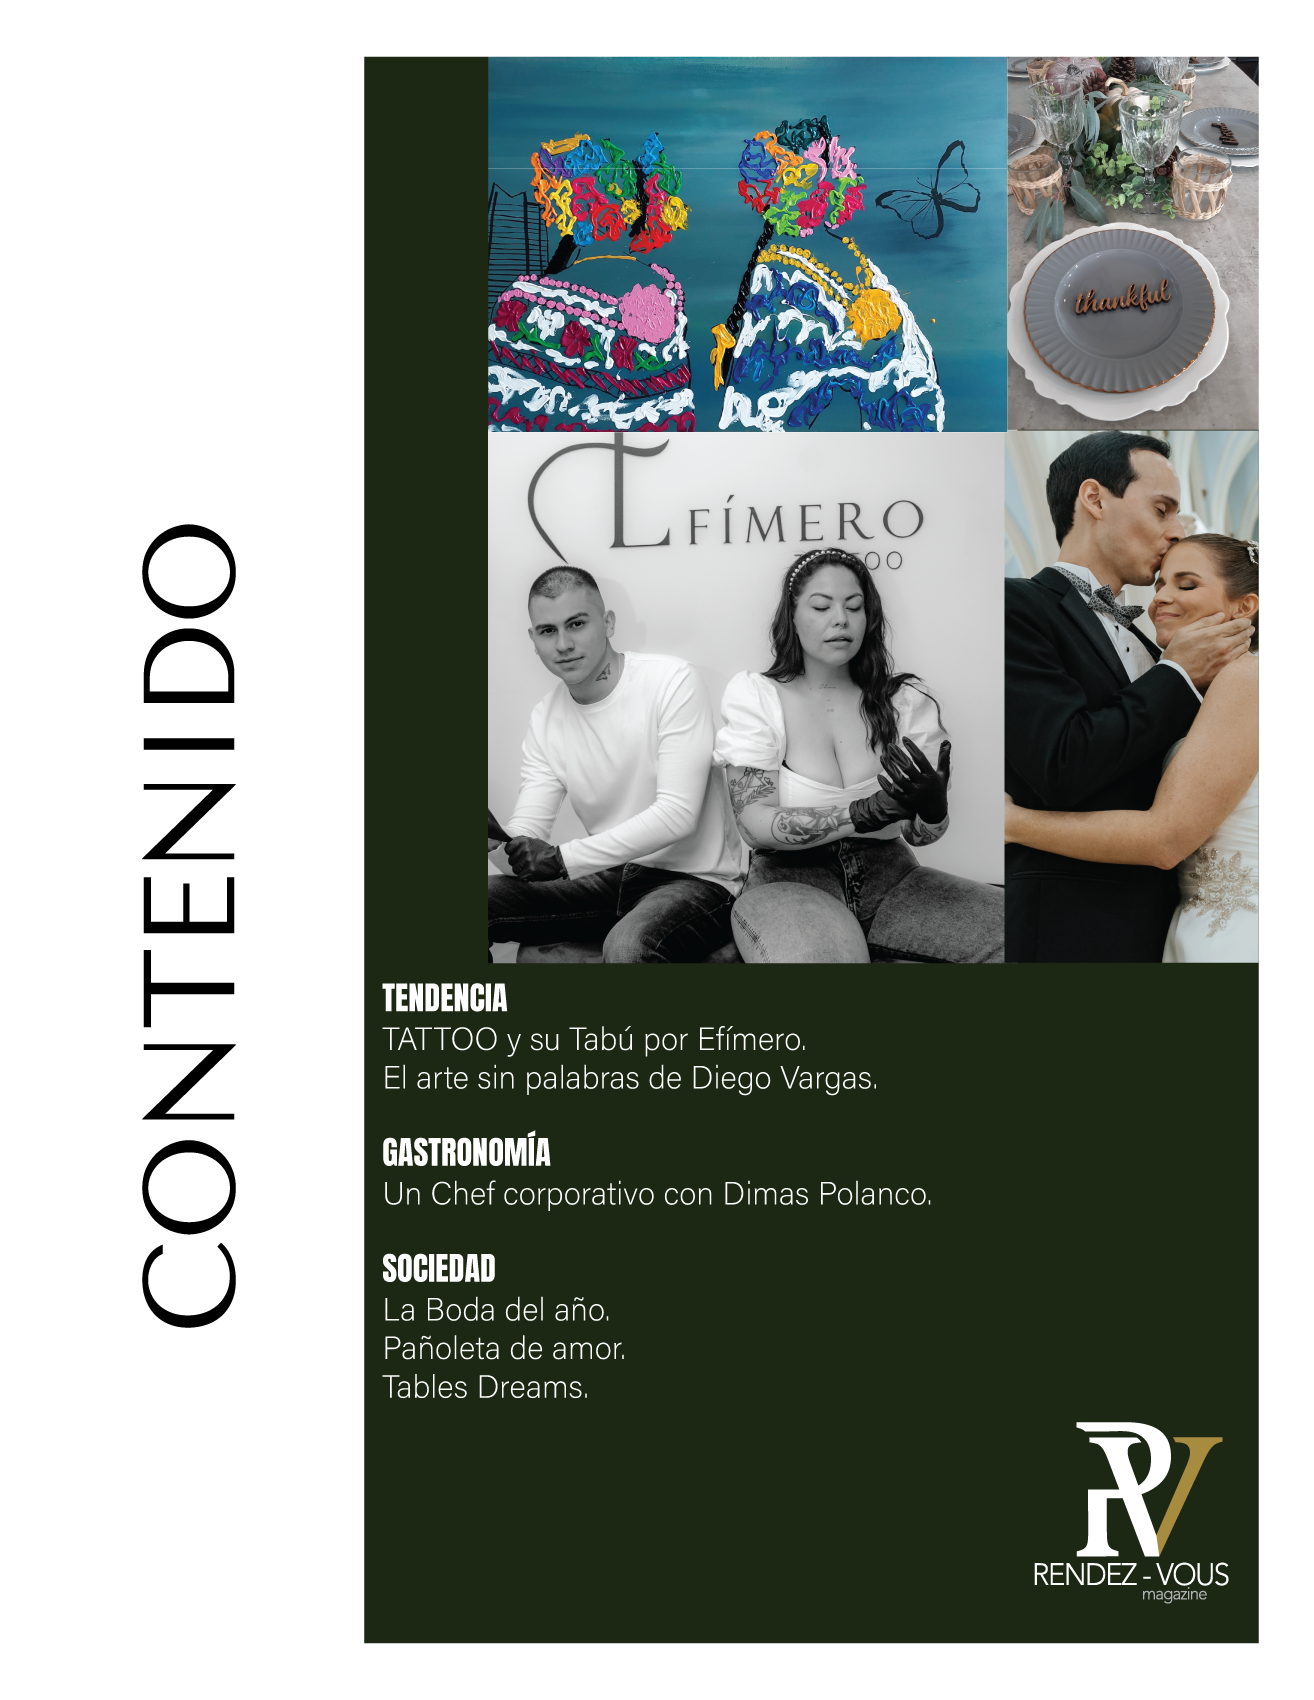 CONTENIDO
thankful
EFÍMERO
TENDENCIA
TATTOO y su Tabú por Efímero.
El arte sin palabras de Diego Vargas.
GASTRONOMÍA
Un Chef corporativo con Dimas Polanco.
SOCIEDAD
La Boda del año.
Pañoleta de amor.
Tables Dreams.
RV
RENDEZ - VOUS
magazine